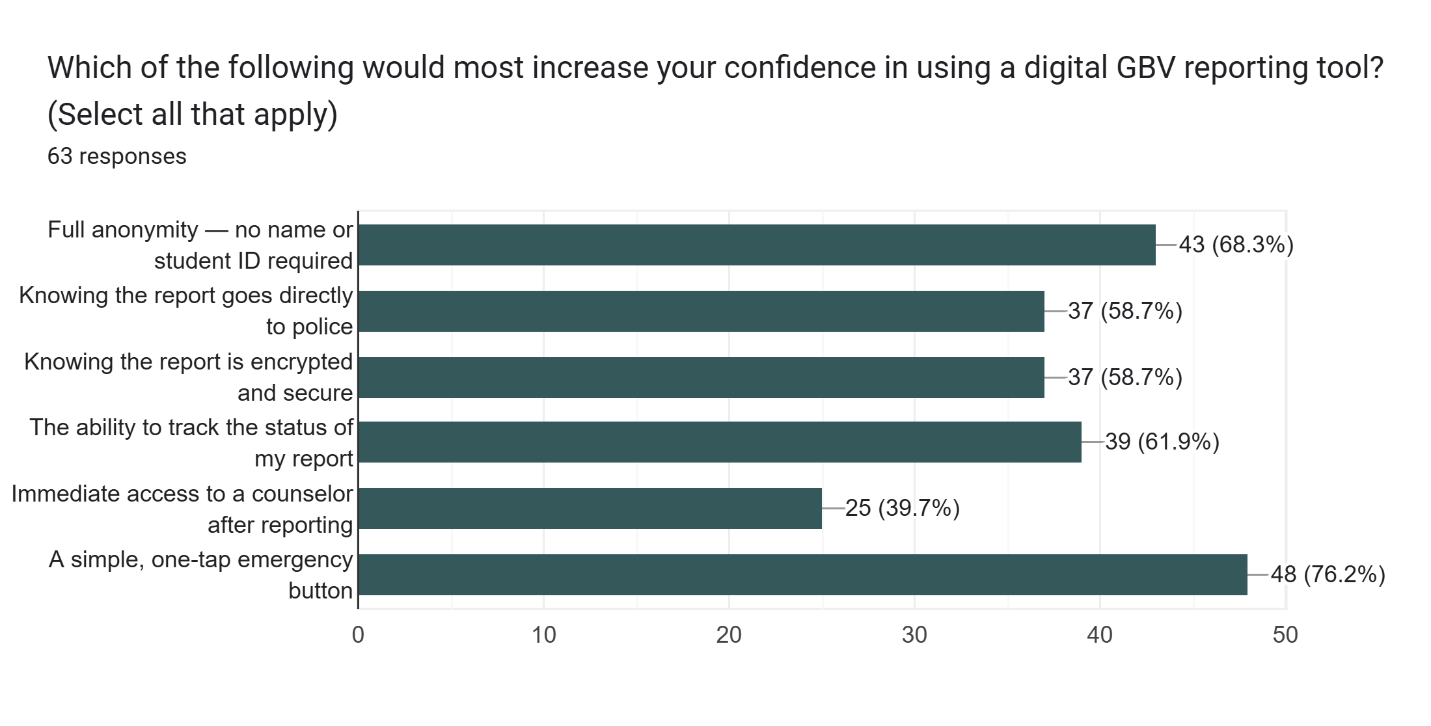 Which of the following would most increase your confidence in using a digital GBV reporting tool?
(Select all that apply)
63 responses
Full anonymity — no name or
student ID required
43 (68.3%)
Knowing the report goes directly
to police
37 (58.7%)
Knowing the report is encrypted
and secure
37 (58.7%)
The ability to track the status of
my report
39 (61.9%)
Immediate access to a counselor
after reporting
25 (39.7%)
A simple, one-tap emergency
button
48 (76.2%)
0 10 20 30 40 50